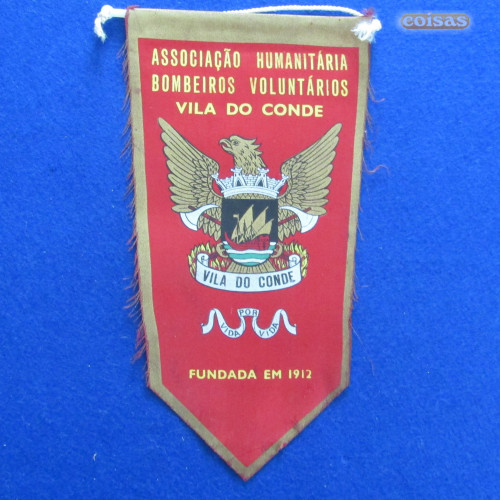 coisas
ASSOCIAÇÃO HUMANITÁRIA
BOMBEIROS VOLUNTÁRIOS
VILA DO CONDE
VILA DO CONDE
VIDA POR VIDA
FUNDADA EM 1912